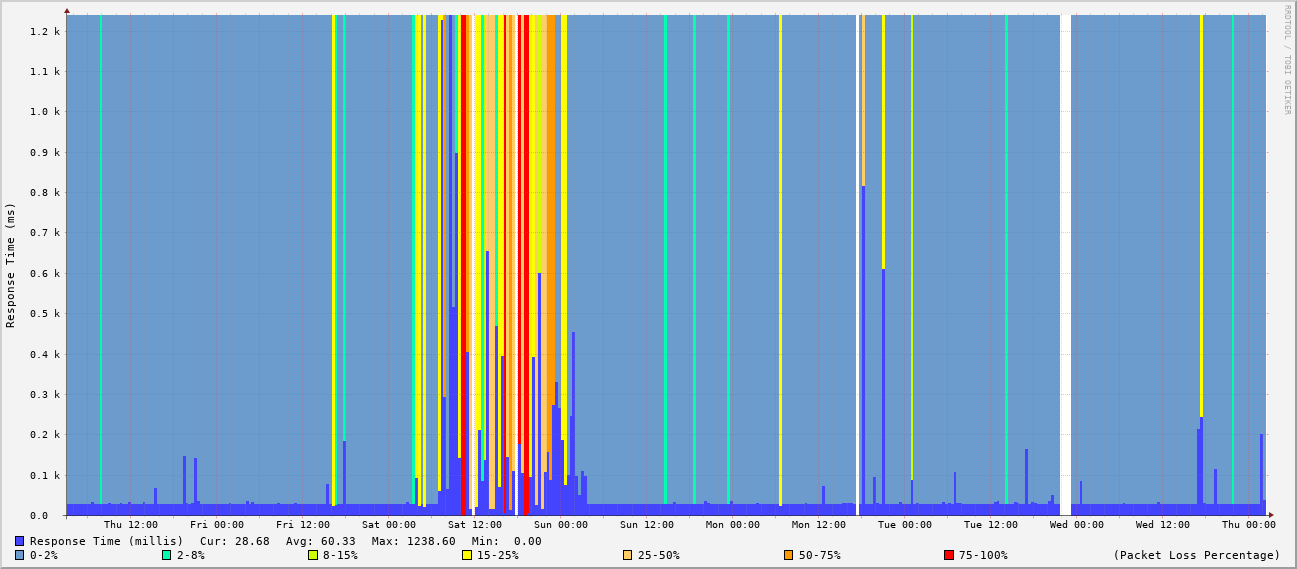 RRDTOOL / TOBI OETIKER
Response Time (ms)
1.2 k
1.1 k
1.0 k
0.9 k
0.8 k
0.7 k
0.6 k
0.5 k
0.4 k
0.3 k
0.2 k
0.1 k
0.0
Thu 12:00 Fri 00:00 Fri 12:00 Sat 00:00 Sat 12:00 Sun 00:00 Sun 12:00 Mon 00:00 Mon 12:00 Tue 00:00 Tue 12:00 Wed 00:00 Wed 12:00 Thu 00:00
Response Time (millis) Cur: 28.68 Avg: 60.33 Max: 1238.60 Min: 0.00
0-2% 2-8% 8-15% 15-25% 25-50% 50-75% 75-100% (Packet Loss Percentage)